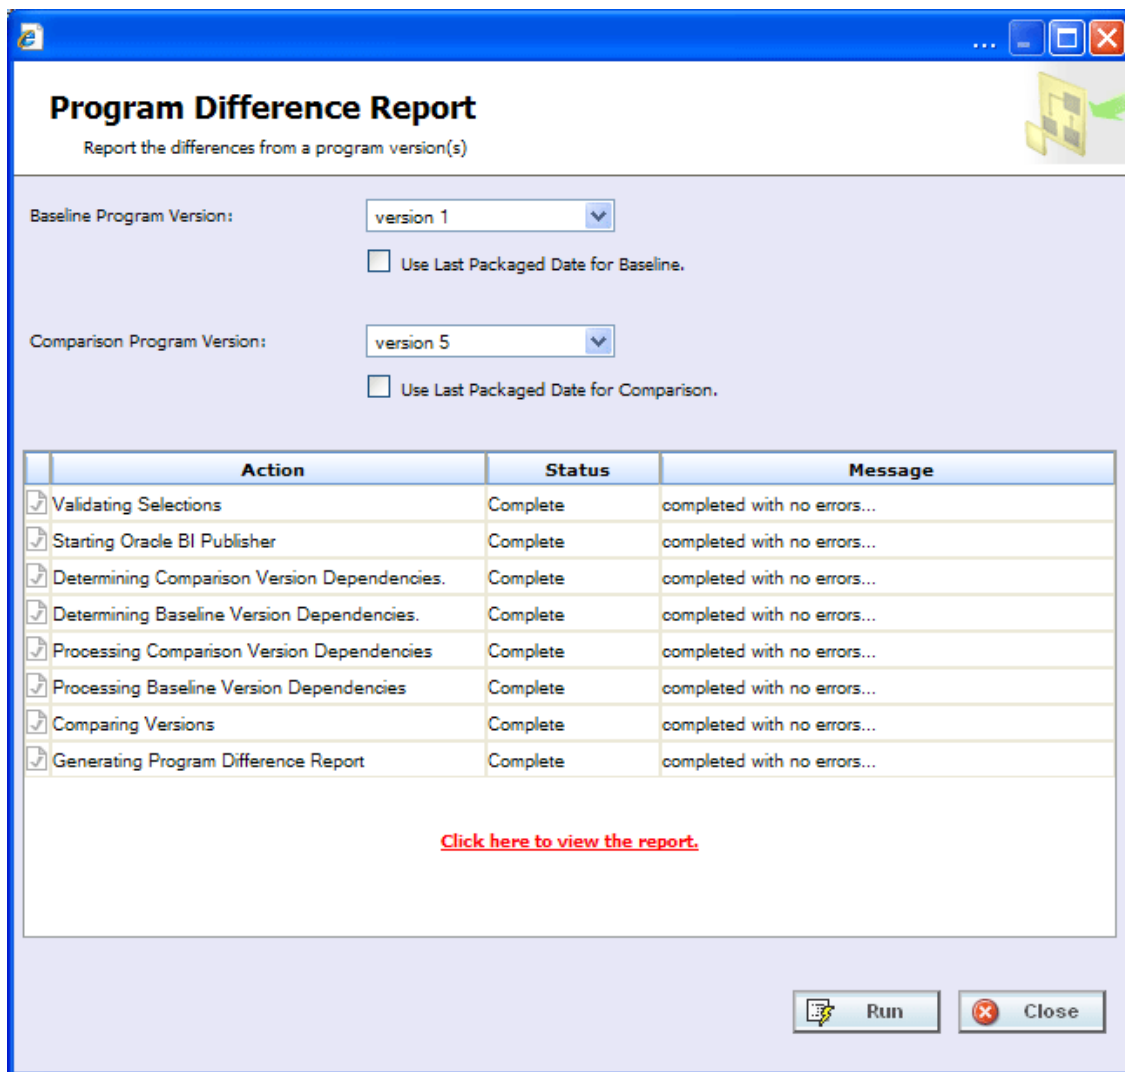 ...
Program Difference Report
Report the differences from a program version(s)
Baseline Program Version: version 1
Use Last Packaged Date for Baseline.
Comparison Program Version: version 5
Use Last Packaged Date for Comparison.
Action Status Message
Validating Selections Complete completed with no errors...
Starting Oracle BI Publisher Complete completed with no errors...
Determining Comparison Version Dependencies. Complete completed with no errors...
Determining Baseline Version Dependencies. Complete completed with no errors...
Processing Comparison Version Dependencies Complete completed with no errors...
Processing Baseline Version Dependencies Complete completed with no errors...
Comparing Versions Complete completed with no errors...
Generating Program Difference Report Complete completed with no errors...
Click here to view the report.
Run Close